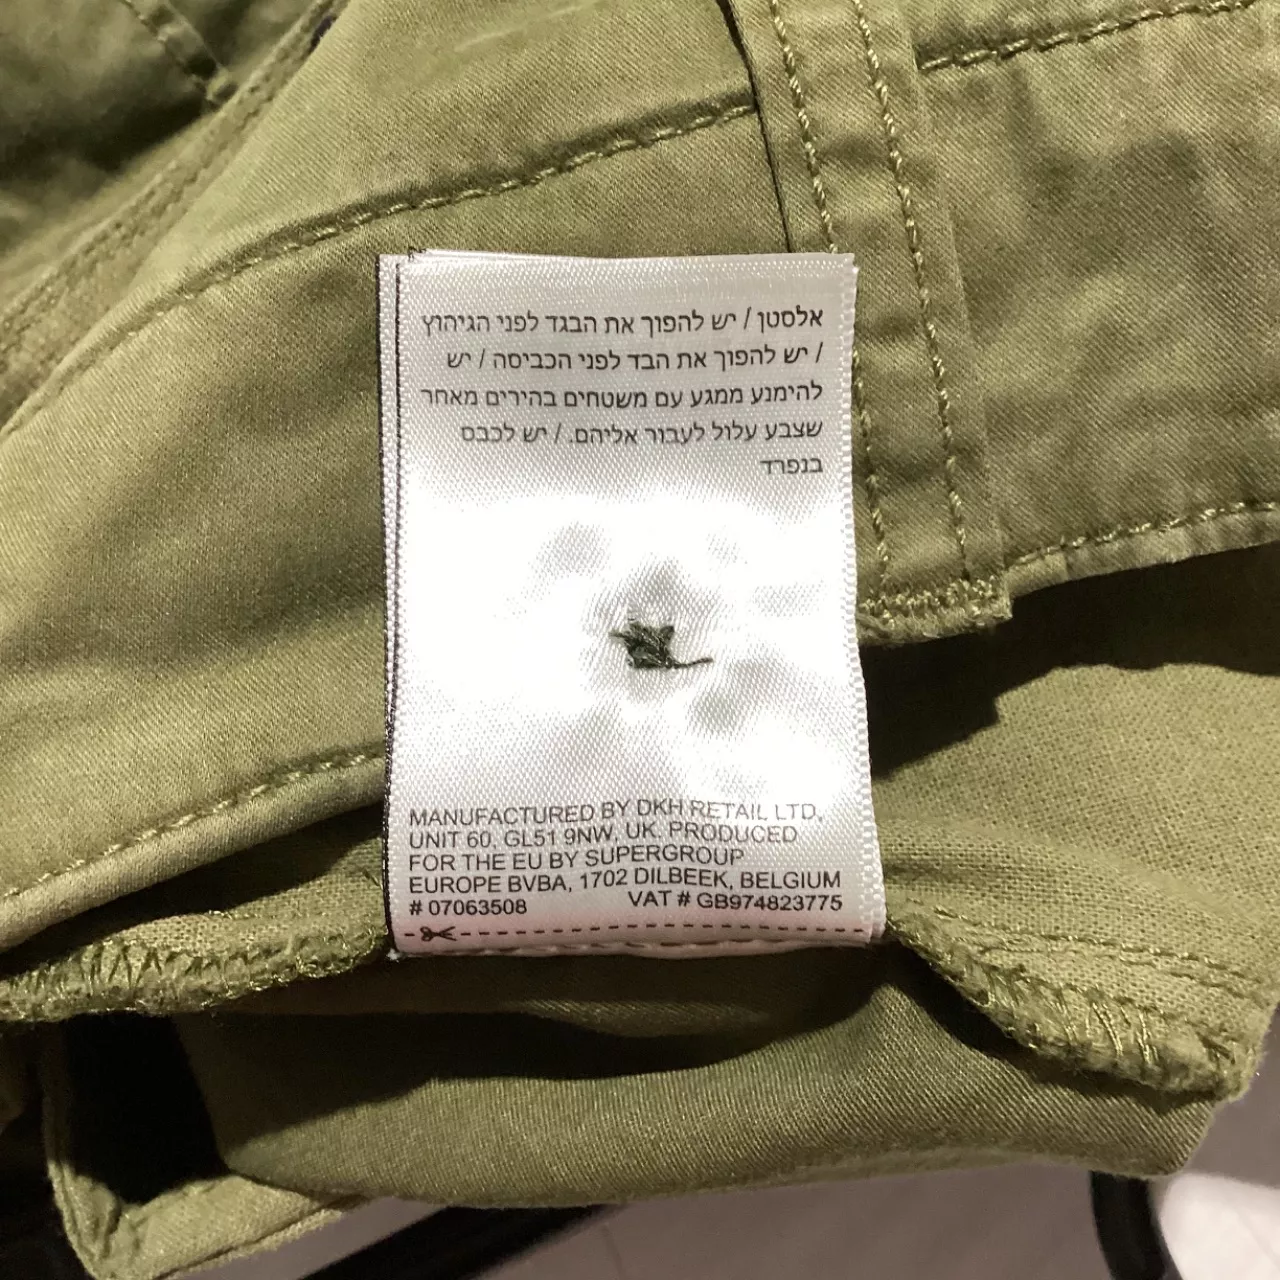 אלסטן / יש להפוך את הבגד לפני הגיהוץ
/ יש להפוך את הבד לפני הכביסה / יש
להימנע ממגע עם משטחים בהירים מאחר
שצבע עלול לעבור אליהם. / יש לכבס
בנפרד
MANUFACTURED BY DKH RETAIL LTD,
UNIT 60, GL51 9NW, UK. PRODUCED
FOR THE EU BY SUPERGROUP
EUROPE BVBA, 1702 DILBEEK, BELGIUM
# 07063508 VAT # GB974823775